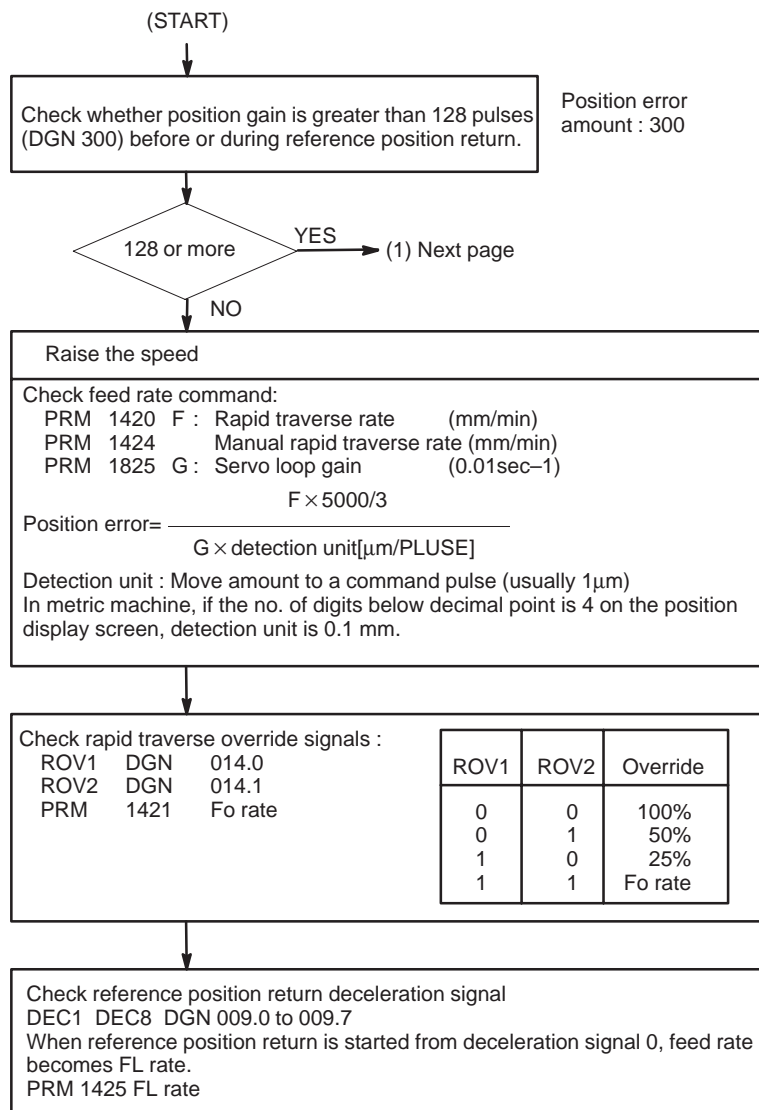 (START)
Check whether position gain is greater than 128 pulses
(DGN 300) before or during reference position return.
Position error
amount : 300
128 or more
YES
(1) Next page
NO
Raise the speed
Check feed rate command:
PRM 1420 F : Rapid traverse rate (mm/min)
PRM 1424 Manual rapid traverse rate (mm/min)
PRM 1825 G : Servo loop gain (0.01sec–1)
F × 5000/3
Position error=
G × detection unit[μm/PLUSE]
Detection unit : Move amount to a command pulse (usually 1μm)
In metric machine, if the no. of digits below decimal point is 4 on the position
display screen, detection unit is 0.1 mm.
Check rapid traverse override signals :
ROV1 DGN 014.0
ROV2 DGN 014.1
PRM 1421 Fo rate
ROV1 ROV2 Override
0 0 100%
0 1 50%
1 0 25%
1 1 Fo rate
Check reference position return deceleration signal
DEC1 DEC8 DGN 009.0 to 009.7
When reference position return is started from deceleration signal 0, feed rate
becomes FL rate.
PRM 1425 FL rate